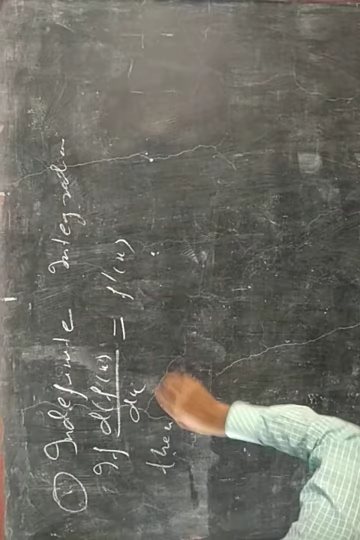 ① Indefinite Integration
If d(f(x))/dx = f'(x)
then